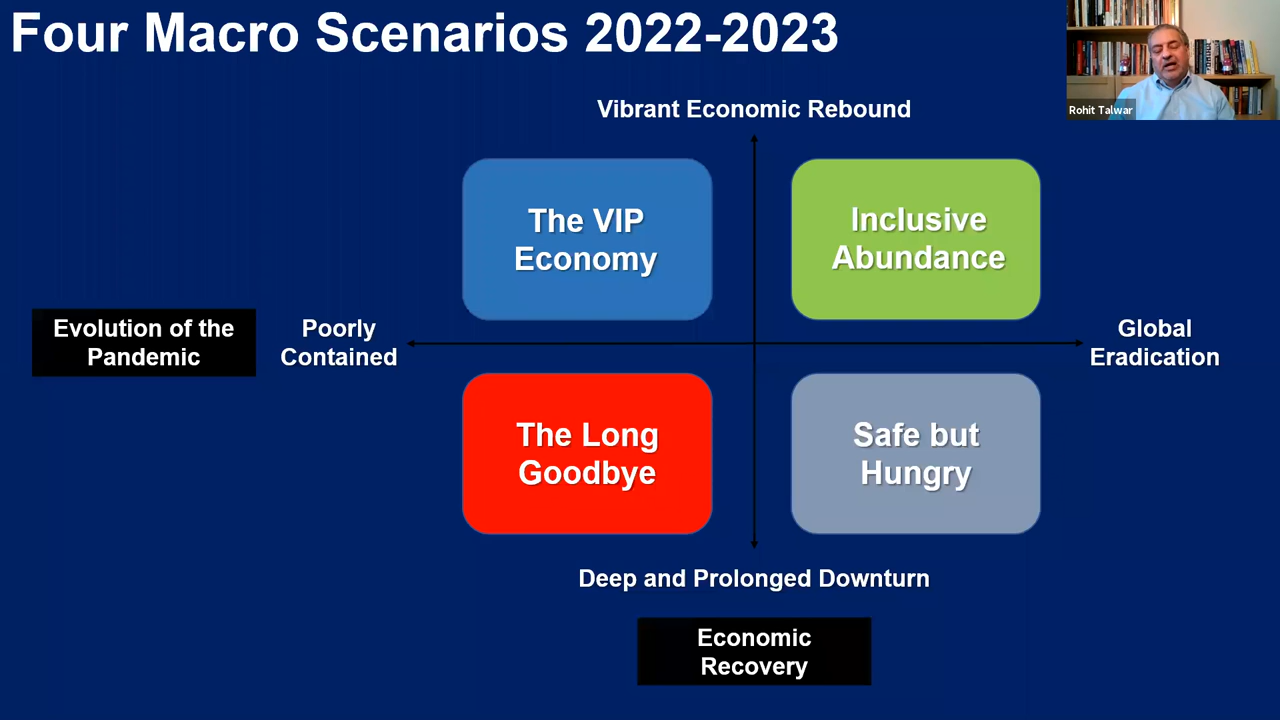 Four Macro Scenarios 2022-2023
Rohit Talwar
Vibrant Economic Rebound
The VIP
Economy
Inclusive
Abundance
Evolution of the
Pandemic
Poorly
Contained
Global
Eradication
The Long
Goodbye
Safe but
Hungry
Deep and Prolonged Downturn
Economic
Recovery